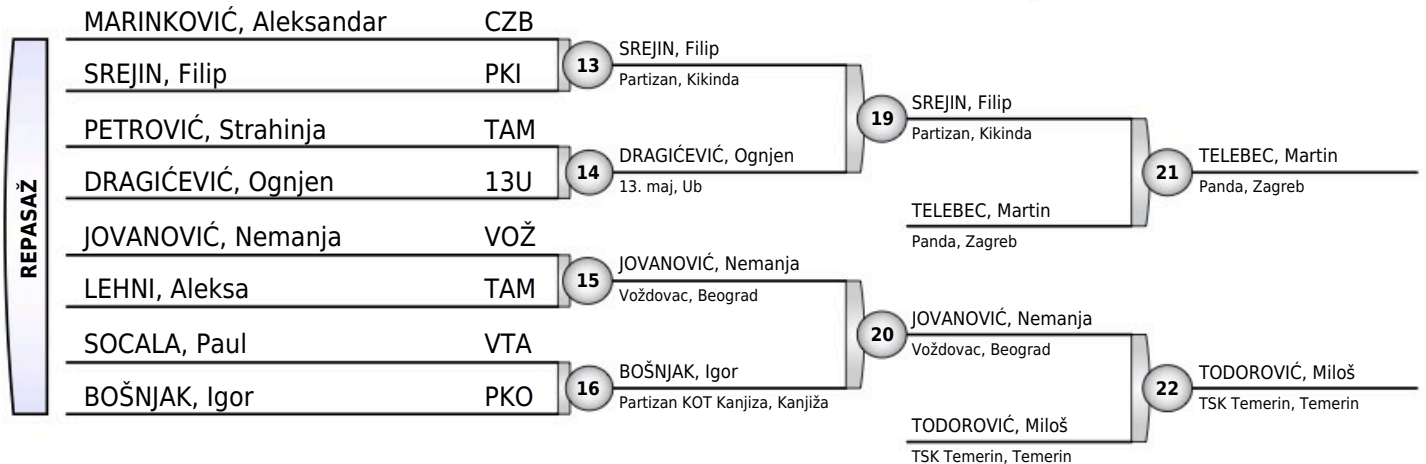 REPASAŽ
MARINKOVIĆ, Aleksandar CZB
SREJIN, Filip PKI
PETROVIĆ, Strahinja TAM
DRAGIĆEVIĆ, Ognjen 13U
JOVANOVIĆ, Nemanja VOŽ
LEHNI, Aleksa TAM
SOCALA, Paul VTA
BOŠNJAK, Igor PKO
13
SREJIN, Filip
Partizan, Kikinda
14
DRAGIĆEVIĆ, Ognjen
13. maj, Ub
15
JOVANOVIĆ, Nemanja
Voždovac, Beograd
16
BOŠNJAK, Igor
Partizan KOT Kanjiza, Kanjiža
19
SREJIN, Filip
Partizan, Kikinda
TELEBEC, Martin
Panda, Zagreb
20
JOVANOVIĆ, Nemanja
Voždovac, Beograd
TODOROVIĆ, Miloš
TSK Temerin, Temerin
21
TELEBEC, Martin
Panda, Zagreb
22
TODOROVIĆ, Miloš
TSK Temerin, Temerin